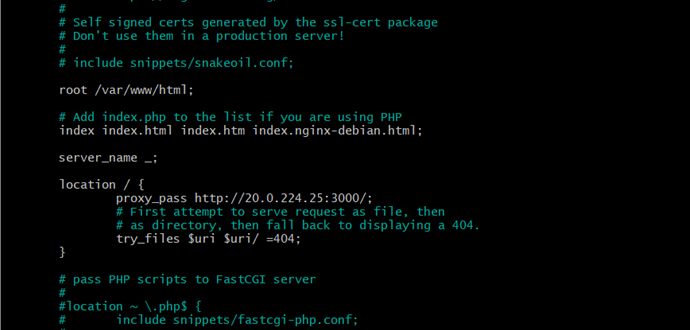 #
# Self signed certs generated by the ssl-cert package
# Don't use them in a production server!
#
# include snippets/snakeoil.conf;
root /var/www/html;
# Add index.php to the list if you are using PHP
index index.html index.htm index.nginx-debian.html;
server_name _;
location / {
proxy_pass http://20.0.224.25:3000/;
# First attempt to serve request as file, then
# as directory, then fall back to displaying a 404.
try_files $uri $uri/ =404;
}
# pass PHP scripts to FastCGI server
#
#location ~ \.php$ {
# include snippets/fastcgi-php.conf;
#